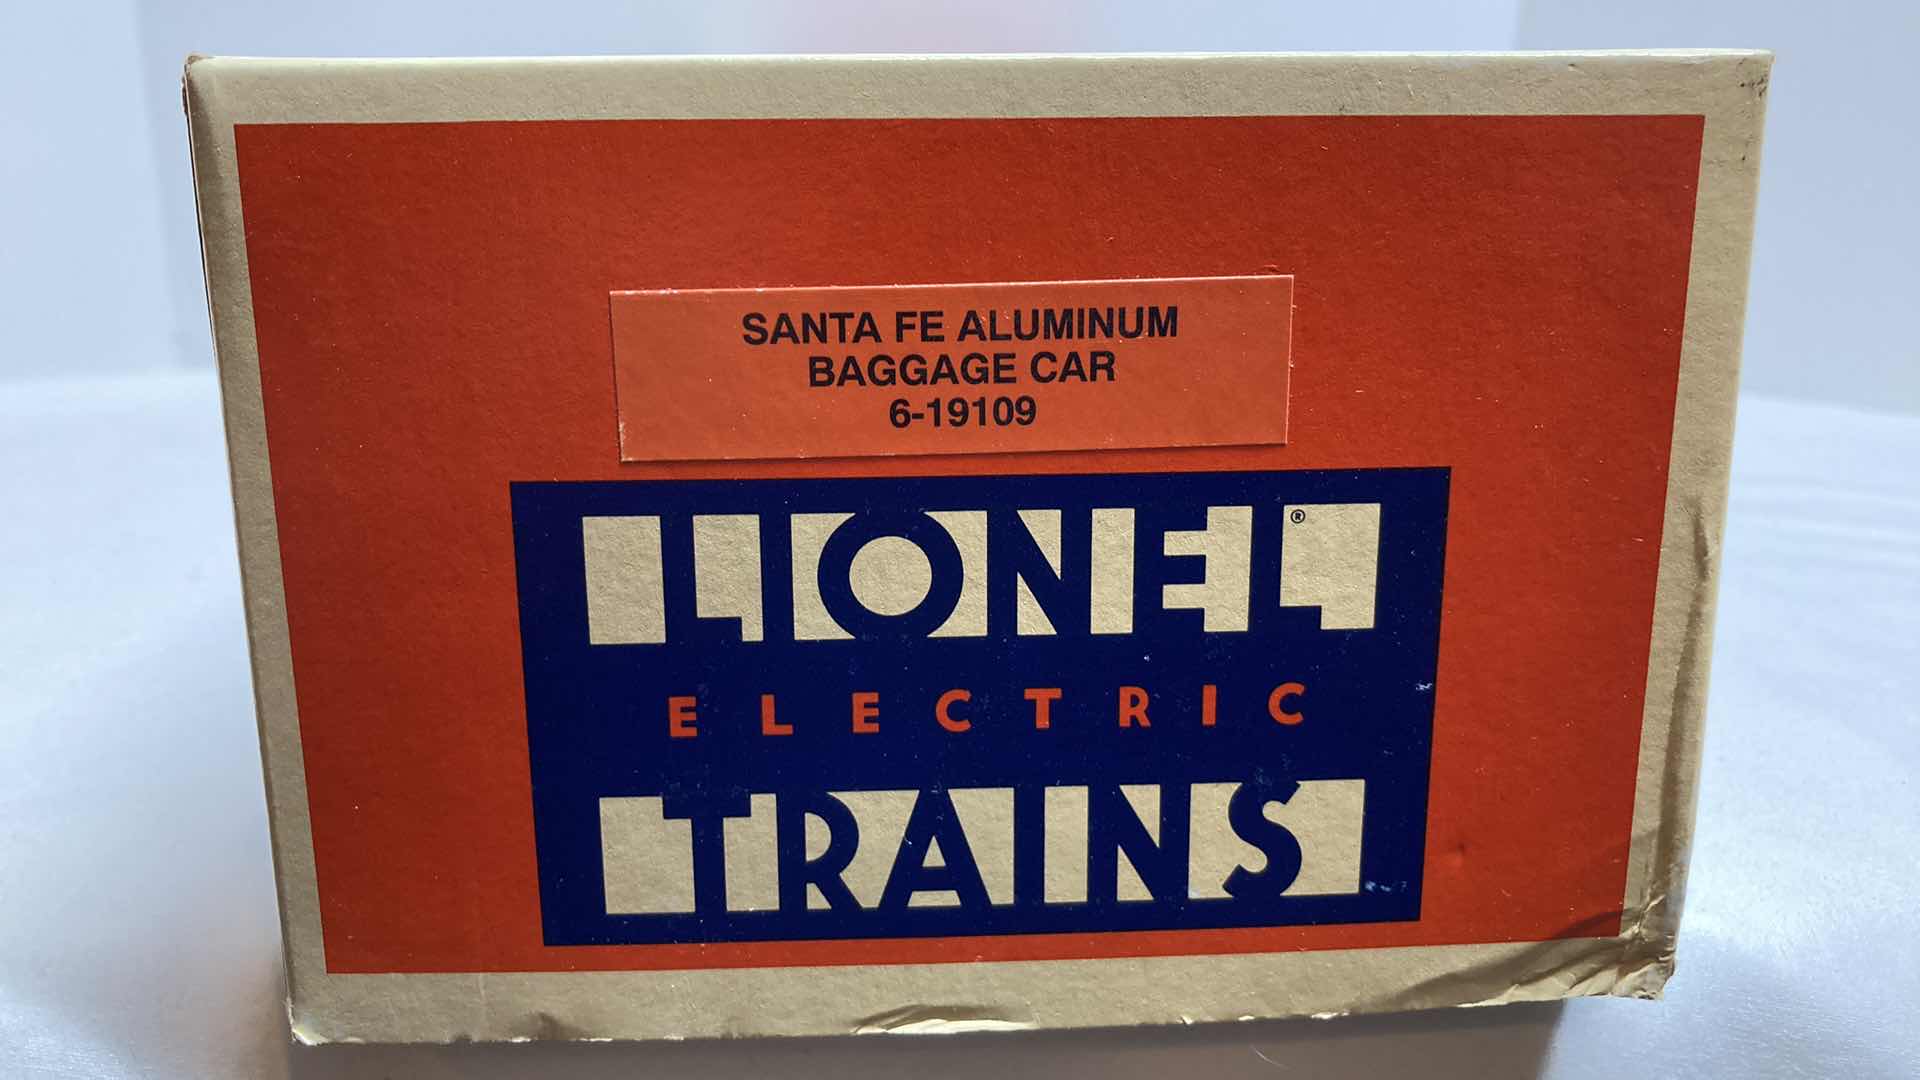 SANTA FE ALUMINUM
BAGGAGE CAR
6-19109
LIONEL®
ELECTRIC
TRAINS